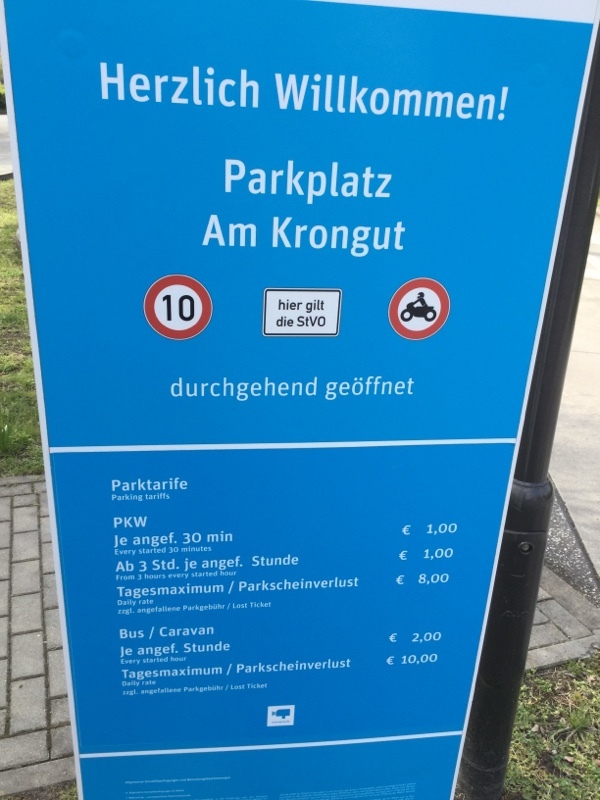 Herzlich Willkommen!
Parkplatz
Am Krongut
10
hier gilt
die StVO
durchgehend geöffnet
Parktarife
Parking tariffs
PKW
Je angef. 30 min € 1,00
Every started 30 minutes
Ab 3 Std. je angef. Stunde € 1,00
From 3 hours every started hour
Tagesmaximum / Parkscheinverlust € 8,00
Daily rate
zzgl. angefallene Parkgebühr / Lost Ticket
Bus / Caravan
Je angef. Stunde € 2,00
Every started hour
Tagesmaximum / Parkscheinverlust € 10,00
Daily rate
zzgl. angefallene Parkgebühr / Lost Ticket